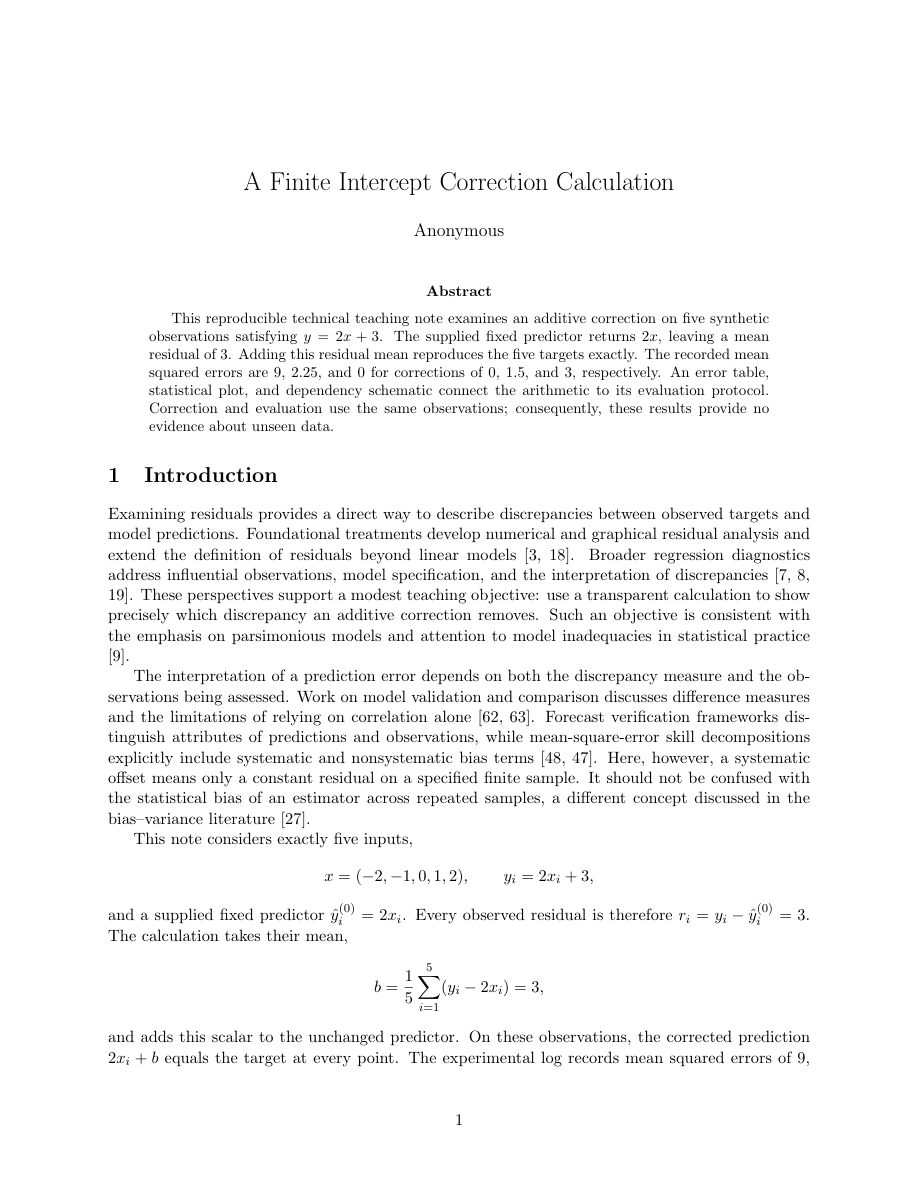 A Finite Intercept Correction Calculation
Anonymous
Abstract
This reproducible technical teaching note examines an additive correction on five synthetic
observations satisfying y = 2x + 3. The supplied fixed predictor returns 2x, leaving a mean
residual of 3. Adding this residual mean reproduces the five targets exactly. The recorded mean
squared errors are 9, 2.25, and 0 for corrections of 0, 1.5, and 3, respectively. An error table,
statistical plot, and dependency schematic connect the arithmetic to its evaluation protocol.
Correction and evaluation use the same observations; consequently, these results provide no
evidence about unseen data.
1 Introduction
Examining residuals provides a direct way to describe discrepancies between observed targets and
model predictions. Foundational treatments develop numerical and graphical residual analysis and
extend the definition of residuals beyond linear models [3, 18]. Broader regression diagnostics
address influential observations, model specification, and the interpretation of discrepancies [7, 8,
19]. These perspectives support a modest teaching objective: use a transparent calculation to show
precisely which discrepancy an additive correction removes. Such an objective is consistent with
the emphasis on parsimonious models and attention to model inadequacies in statistical practice
[9].
The interpretation of a prediction error depends on both the discrepancy measure and the ob-
servations being assessed. Work on model validation and comparison discusses difference measures
and the limitations of relying on correlation alone [62, 63]. Forecast verification frameworks dis-
tinguish attributes of predictions and observations, while mean-square-error skill decompositions
explicitly include systematic and nonsystematic bias terms [48, 47]. Here, however, a systematic
offset means only a constant residual on a specified finite sample. It should not be confused with
the statistical bias of an estimator across repeated samples, a different concept discussed in the
bias–variance literature [27].
This note considers exactly five inputs,
x = (−2, −1, 0, 1, 2), y_i = 2x_i + 3,
and a supplied fixed predictor ŷ_i^(0) = 2x_i. Every observed residual is therefore r_i = y_i − ŷ_i^(0) = 3.
The calculation takes their mean,
b = 1/5 ∑_{i=1}^{5} (y_i − 2x_i) = 3,
and adds this scalar to the unchanged predictor. On these observations, the corrected prediction
2x_i + b equals the target at every point. The experimental log records mean squared errors of 9,
1